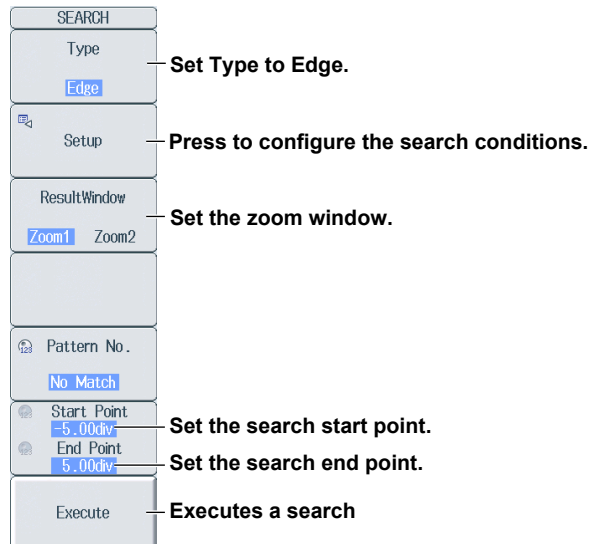 SEARCH
Type
Edge
Set Type to Edge.
Setup
Press to configure the search conditions.
ResultWindow
Zoom1 Zoom2
Set the zoom window.
123
Pattern No.
No Match
Start Point
-5.00div
Set the search start point.
End Point
5.00div
Set the search end point.
Execute
Executes a search